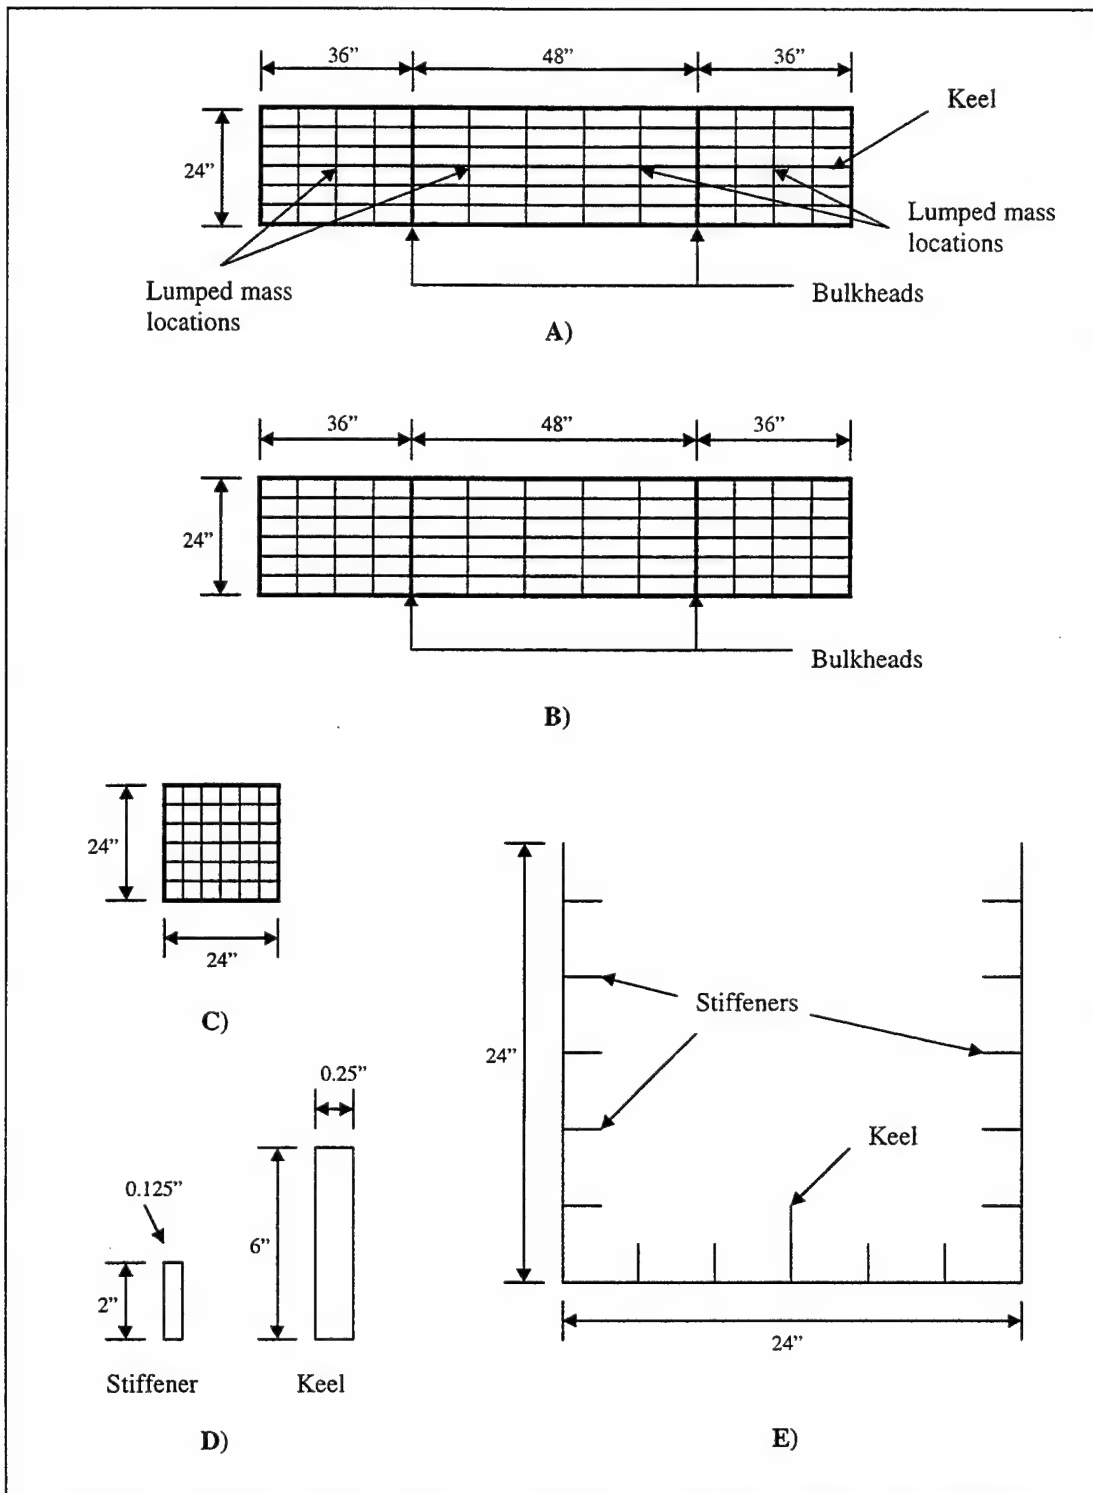 36” 48” 36”
Keel
24”
Lumped mass
locations
Lumped mass
locations
Bulkheads
A)
36” 48” 36”
24”
Bulkheads
B)
24”
24”
C)
24”
Stiffeners
Keel
24”
E)
0.25”
0.125”
6”
2”
Stiffener Keel
D)